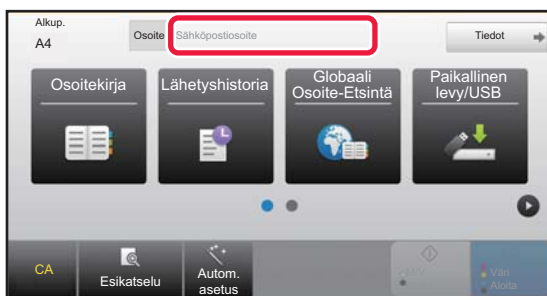 Alkup.
A4
Osoite
Sähköpostiosoite
Tiedot
Osoitekirja
Lähetyshistoria
Globaali
Osoite-Etsintä
Paikallinen
levy/USB
CA
Esikatselu
Autom.
asetus
Väri
Aloita